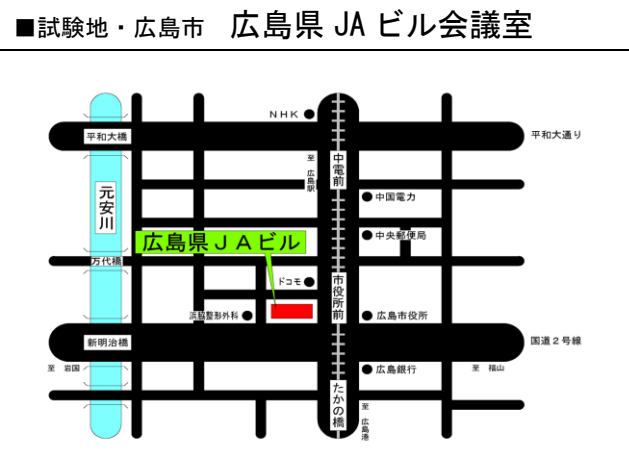 ■試験地・広島市 広島県 JA ビル会議室
NHK
平和大橋
平和大通り
至 広島駅
中電前
中国電力
元安川
中央郵便局
広島県JAビル
万代橋
ドコモ
市役所前
浜脇整形外科
広島市役所
新明治橋
国道2号線
至 岩国
広島銀行
至 福山
たかの橋
至 広島港